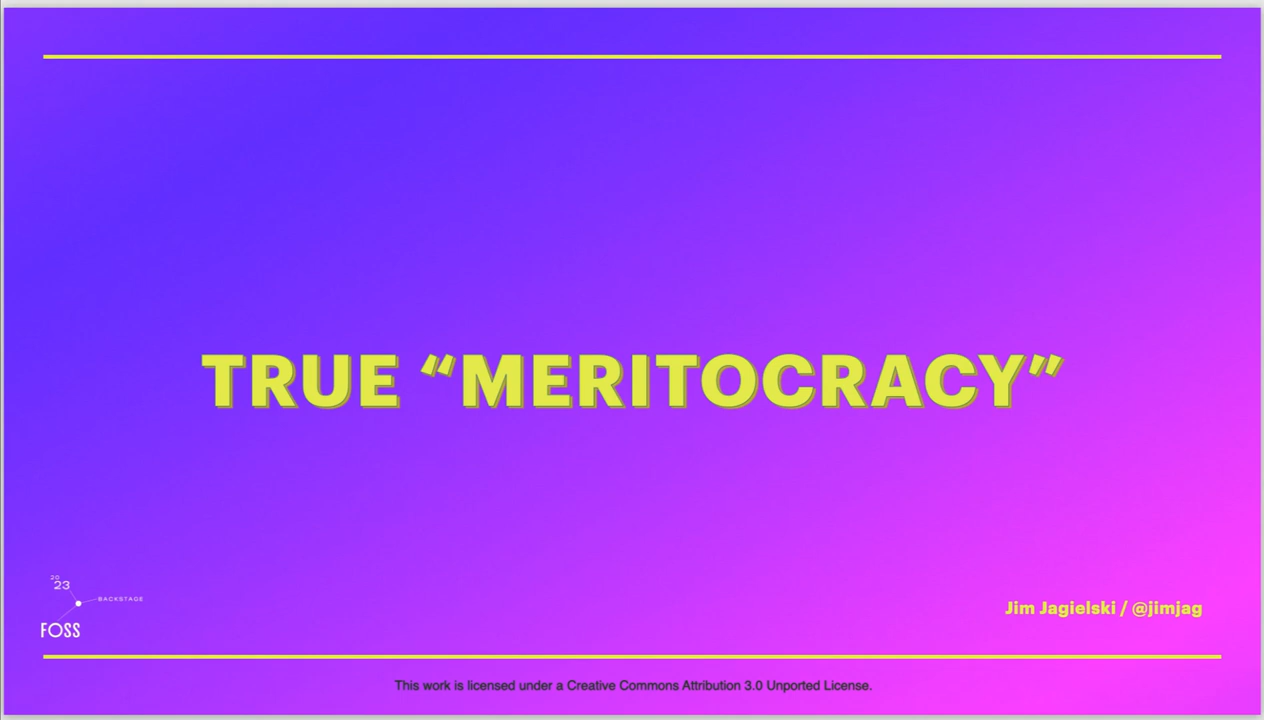 TRUE “MERITOCRACY”
20
23
BACKSTAGE
FOSS
Jim Jagielski / @jimjag
This work is licensed under a Creative Commons Attribution 3.0 Unported License.